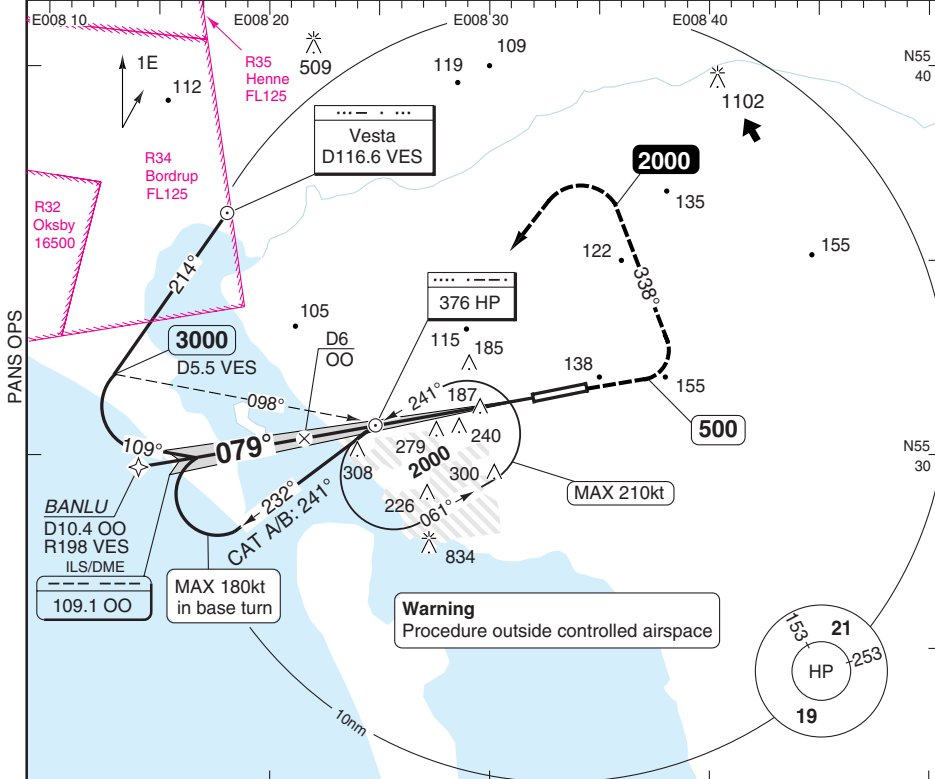 E008 10
E008 20
E008 30
E008 40
N55
40
1E
112
R35
Henne
FL125
509
119
109
1102
Vesta
D116.6 VES
R34
Bordrup
FL125
R32
Oksby
16500
2000
135
122
155
338°
214°
376 HP
105
115
185
3000
D5.5 VES
D6
OO
098°
241°
187
138
155
500
PANS OPS
109°
079°
279
240
2000
308
300
226
061°
834
MAX 210kt
N55
30
BANLU
D10.4 OO
R198 VES
ILS/DME
109.1 OO
232°
CAT A/B: 241°
MAX 180kt
in base turn
Warning
Procedure outside controlled airspace
10nm
153
21
253
HP
19